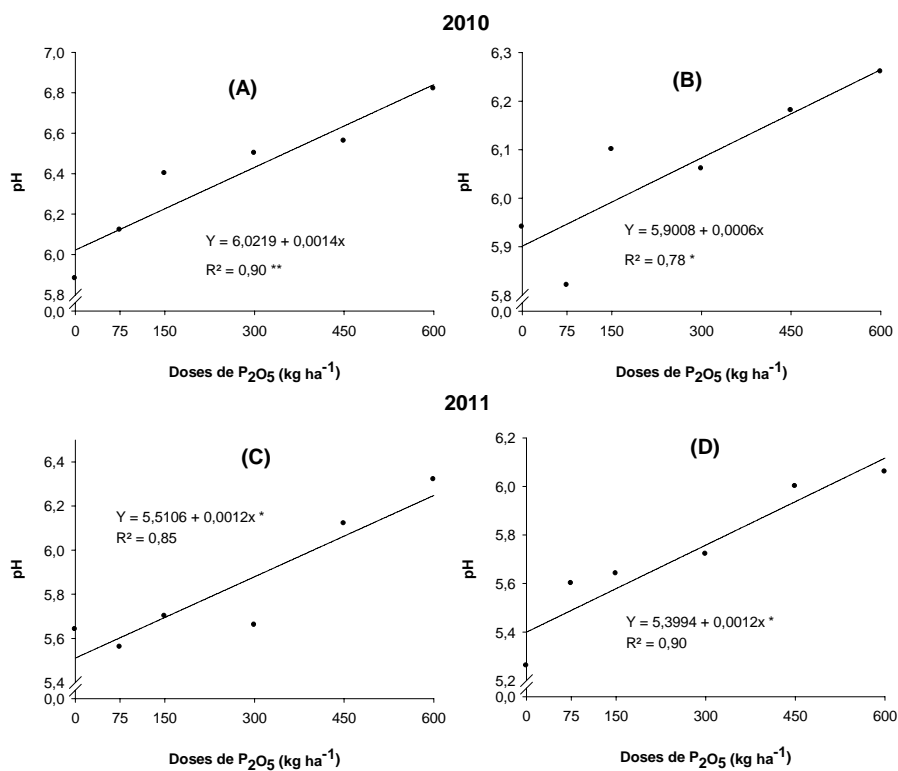 2010
7,0
6,8
6,6
6,4
6,2
6,0
5,8
0,0
pH
(A)
Y = 6,0219 + 0,0014x
R² = 0,90 **
0 75 150 300 450 600
Doses de P₂O₅ (kg ha⁻¹)
6,3
6,2
6,1
6,0
5,9
5,8
0,0
pH
(B)
Y = 5,9008 + 0,0006x
R² = 0,78 *
0 75 150 300 450 600
Doses de P₂O₅ (kg ha⁻¹)
2011
6,4
6,2
6,0
5,8
5,6
5,4
0,0
pH
(C)
Y = 5,5106 + 0,0012x *
R² = 0,85
0 75 150 300 450 600
Doses de P₂O₅ (kg ha⁻¹)
6,2
6,0
5,8
5,6
5,4
5,2
0,0
pH
(D)
Y = 5,3994 + 0,0012x *
R² = 0,90
0 75 150 300 450 600
Doses de P₂O₅ (kg ha⁻¹)